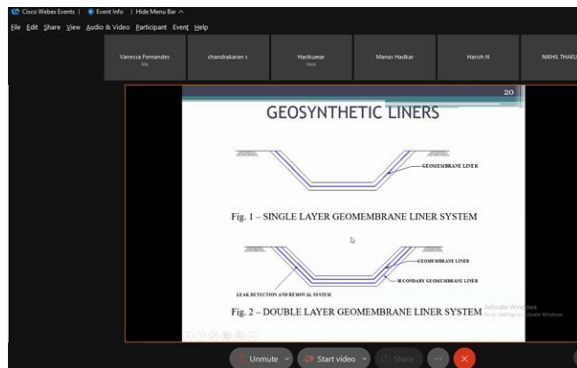 Cisco Webex Events | Event Info | Hide Menu Bar ^
File Edit Share View Audio & Video Participant Event Help
Vanessa Fernandes
Me
chandrakaran s
Harikumar
Host
Manas Hadkar
Harish N
NIKHIL THAKU
20
GEOSYNTHETIC LINERS
GEOMEMBRANE LINER
Fig. 1 – SINGLE LAYER GEOMEMBRANE LINER SYSTEM
GEOMEMBRANE LINER
SECONDARY GEOMEMBRANE LINER
LEAK DETECTION AND REMOVAL SYSTEM
Fig. 2 – DOUBLE LAYER GEOMEMBRANE LINER SYSTEM
Activate Windows
Unmute
Start video
Share